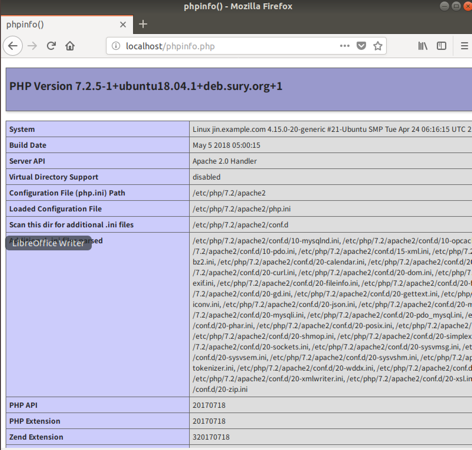 phpinfo() - Mozilla Firefox
phpinfo()
localhost/phpinfo.php
PHP Version 7.2.5-1+ubuntu18.04.1+deb.sury.org+1
System Linux jin.example.com 4.15.0-20-generic #21-Ubuntu SMP Tue Apr 24 06:16:15 UTC 2
Build Date May 5 2018 05:00:15
Server API Apache 2.0 Handler
Virtual Directory Support disabled
Configuration File (php.ini) Path /etc/php/7.2/apache2
Loaded Configuration File /etc/php/7.2/apache2/php.ini
Scan this dir for additional .ini files /etc/php/7.2/apache2/conf.d
LibreOffice Writer
/etc/php/7.2/apache2/conf.d/10-mysqlnd.ini, /etc/php/7.2/apache2/conf.d/10-opcac
/7.2/apache2/conf.d/10-pdo.ini, /etc/php/7.2/apache2/conf.d/15-xml.ini, /etc/php/7.2
bz2.ini, /etc/php/7.2/apache2/conf.d/20-calendar.ini, /etc/php/7.2/apache2/conf.d/20
/7.2/apache2/conf.d/20-curl.ini, /etc/php/7.2/apache2/conf.d/20-dom.ini, /etc/php/7
exif.ini, /etc/php/7.2/apache2/conf.d/20-fileinfo.ini, /etc/php/7.2/apache2/conf.d/20-f
/7.2/apache2/conf.d/20-gd.ini, /etc/php/7.2/apache2/conf.d/20-gettext.ini, /etc/php/
iconv.ini, /etc/php/7.2/apache2/conf.d/20-json.ini, /etc/php/7.2/apache2/conf.d/20-m
/7.2/apache2/conf.d/20-mysqli.ini, /etc/php/7.2/apache2/conf.d/20-pdo_mysql.ini, /e
/conf.d/20-phar.ini, /etc/php/7.2/apache2/conf.d/20-posix.ini, /etc/php/7.2/apache2/
/conf.d/20-shmop.ini, /etc/php/7.2/apache2/conf.d/20-simplex
/7.2/apache2/conf.d/20-sockets.ini, /etc/php/7.2/apache2/conf.d/20-sysvmsg.ini, /et
/conf.d/20-sysvsem.ini, /etc/php/7.2/apache2/conf.d/20-sysvshm.ini, /etc/php/7.2/ap
tokenizer.ini, /etc/php/7.2/apache2/conf.d/20-wddx.ini, /etc/php/7.2/apache2/conf.d
/etc/php/7.2/apache2/conf.d/20-xmlwriter.ini, /etc/php/7.2/apache2/conf.d/20-xsl.in
/conf.d/20-zip.ini
PHP API 20170718
PHP Extension 20170718
Zend Extension 320170718